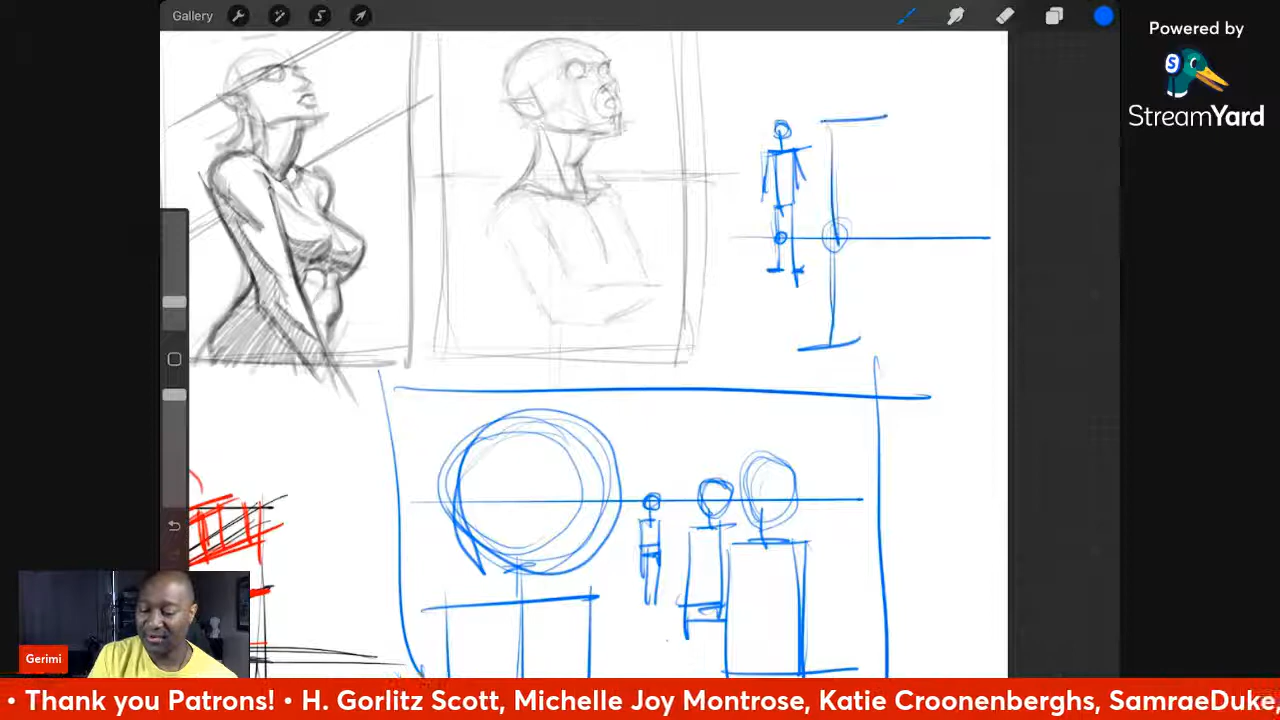 Gallery
Powered by
S
StreamYard
Gerimi
• Thank you Patrons! • H. Gorlitz Scott, Michelle Joy Montrose, Katie Croonenberghs, SamraeDuke,